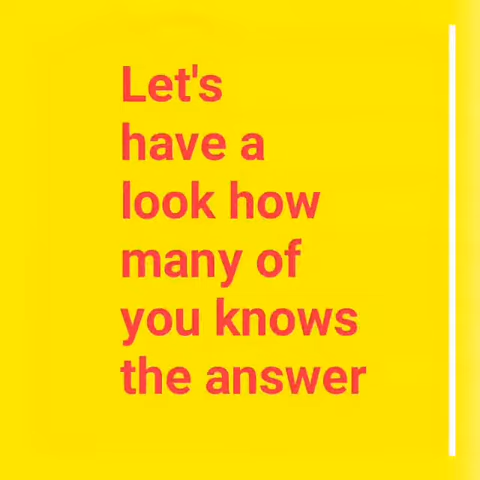 Let's
have a
look how
many of
you knows
the answer